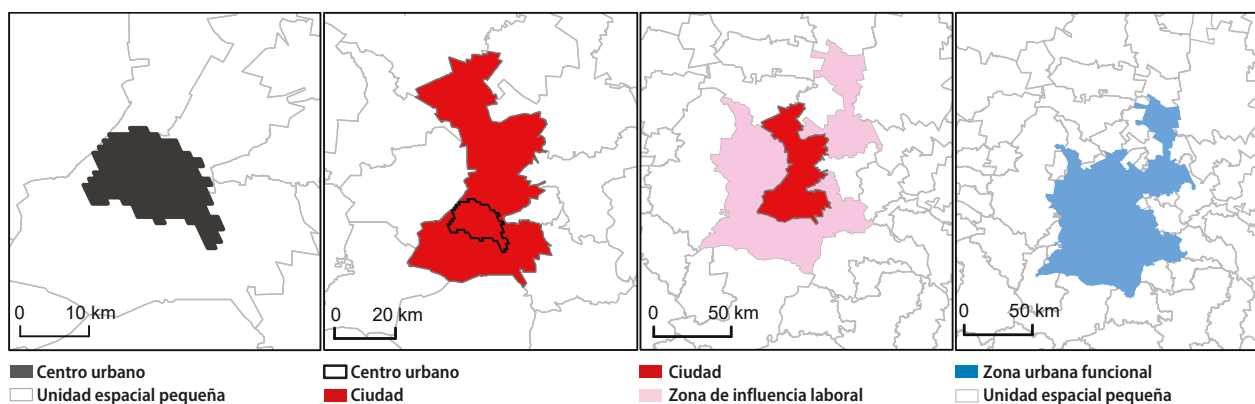 0 10 km
0 20 km
0 50 km
0 50 km
Centro urbano
Unidad espacial pequeña
Centro urbano
Ciudad
Ciudad
Zona de influencia laboral
Zona urbana funcional
Unidad espacial pequeña